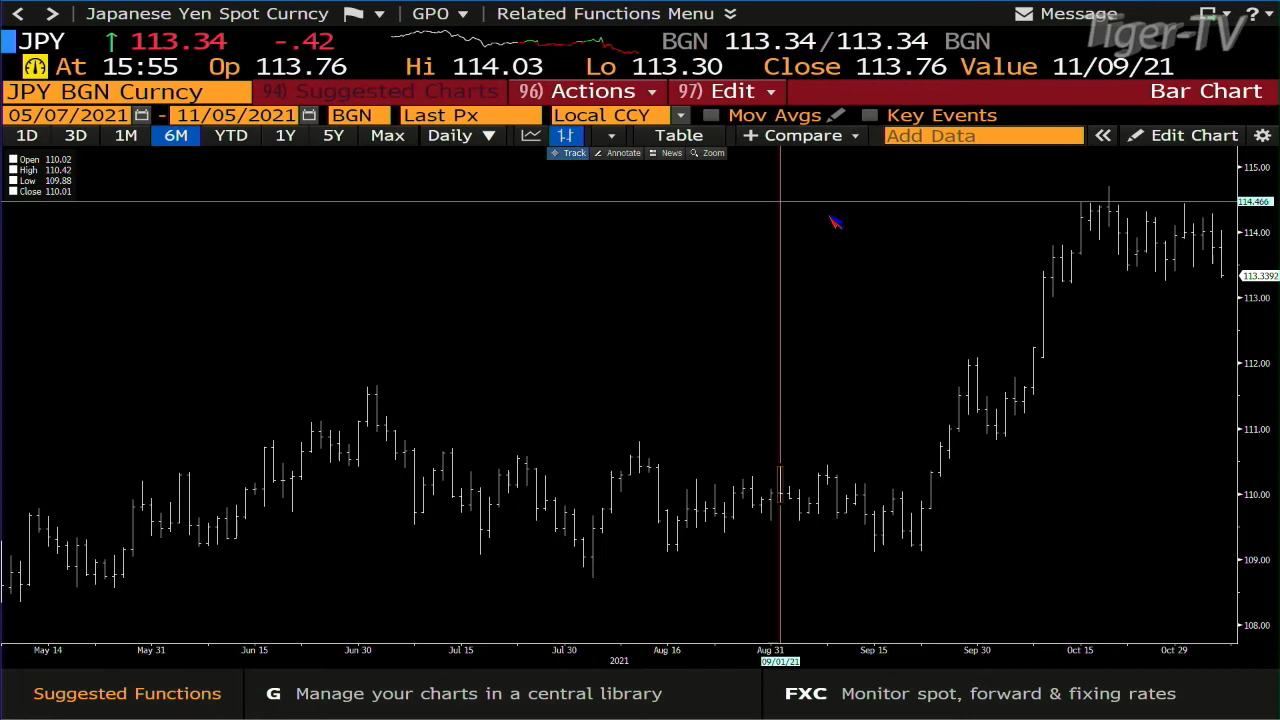 < > Japanese Yen Spot Curncy GPO Related Functions Menu Message ?
JPY ↑ 113.34 -.42 BGN 113.34/113.34 BGN Tiger-TV
At 15:55 Op 113.76 Hi 114.03 Lo 113.30 Close 113.76 Value 11/09/21
JPY BGN Curncy 94) Suggested Charts 96) Actions 97) Edit Bar Chart
05/07/2021 - 11/05/2021 BGN Last Px Local CCY Mov Avgs Key Events
1D 3D 1M 6M YTD 1Y 5Y Max Daily ▼ Table + Compare Add Data « Edit Chart
Track Annotate News Zoom
Open 110.02
High 110.42
Low 109.88
Close 110.01
115.00
114.466
114.00
113.3392
113.00
112.00
111.00
110.00
109.00
108.00
May 14 May 31 Jun 15 Jun 30 Jul 15 Jul 30 Aug 16 Aug 31 Sep 15 Sep 30 Oct 15 Oct 29
2021 09/01/21
Suggested Functions G Manage your charts in a central library FXC Monitor spot, forward & fixing rates